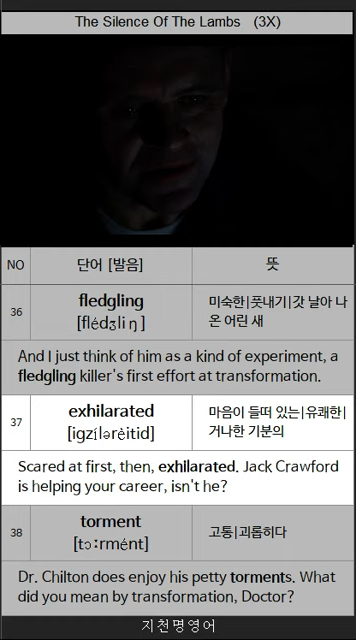 The Silence Of The Lambs (3X)
NO 단어 [발음] 뜻
36 fledgling 미숙한|풋내기|갓 날아 나
[flédʒliŋ] 온 어린 새
And I just think of him as a kind of experiment, a
fledgling killer's first effort at transformation.
37 exhilarated 마음이 들떠 있는|유쾌한|
[igzílərèitid] 거나한 기분의
Scared at first, then, exhilarated. Jack Crawford
is helping your career, isn't he?
38 torment 고통|괴롭히다
[tɔːrmént]
Dr. Chilton does enjoy his petty torments. What
did you mean by transformation, Doctor?
지천명영어